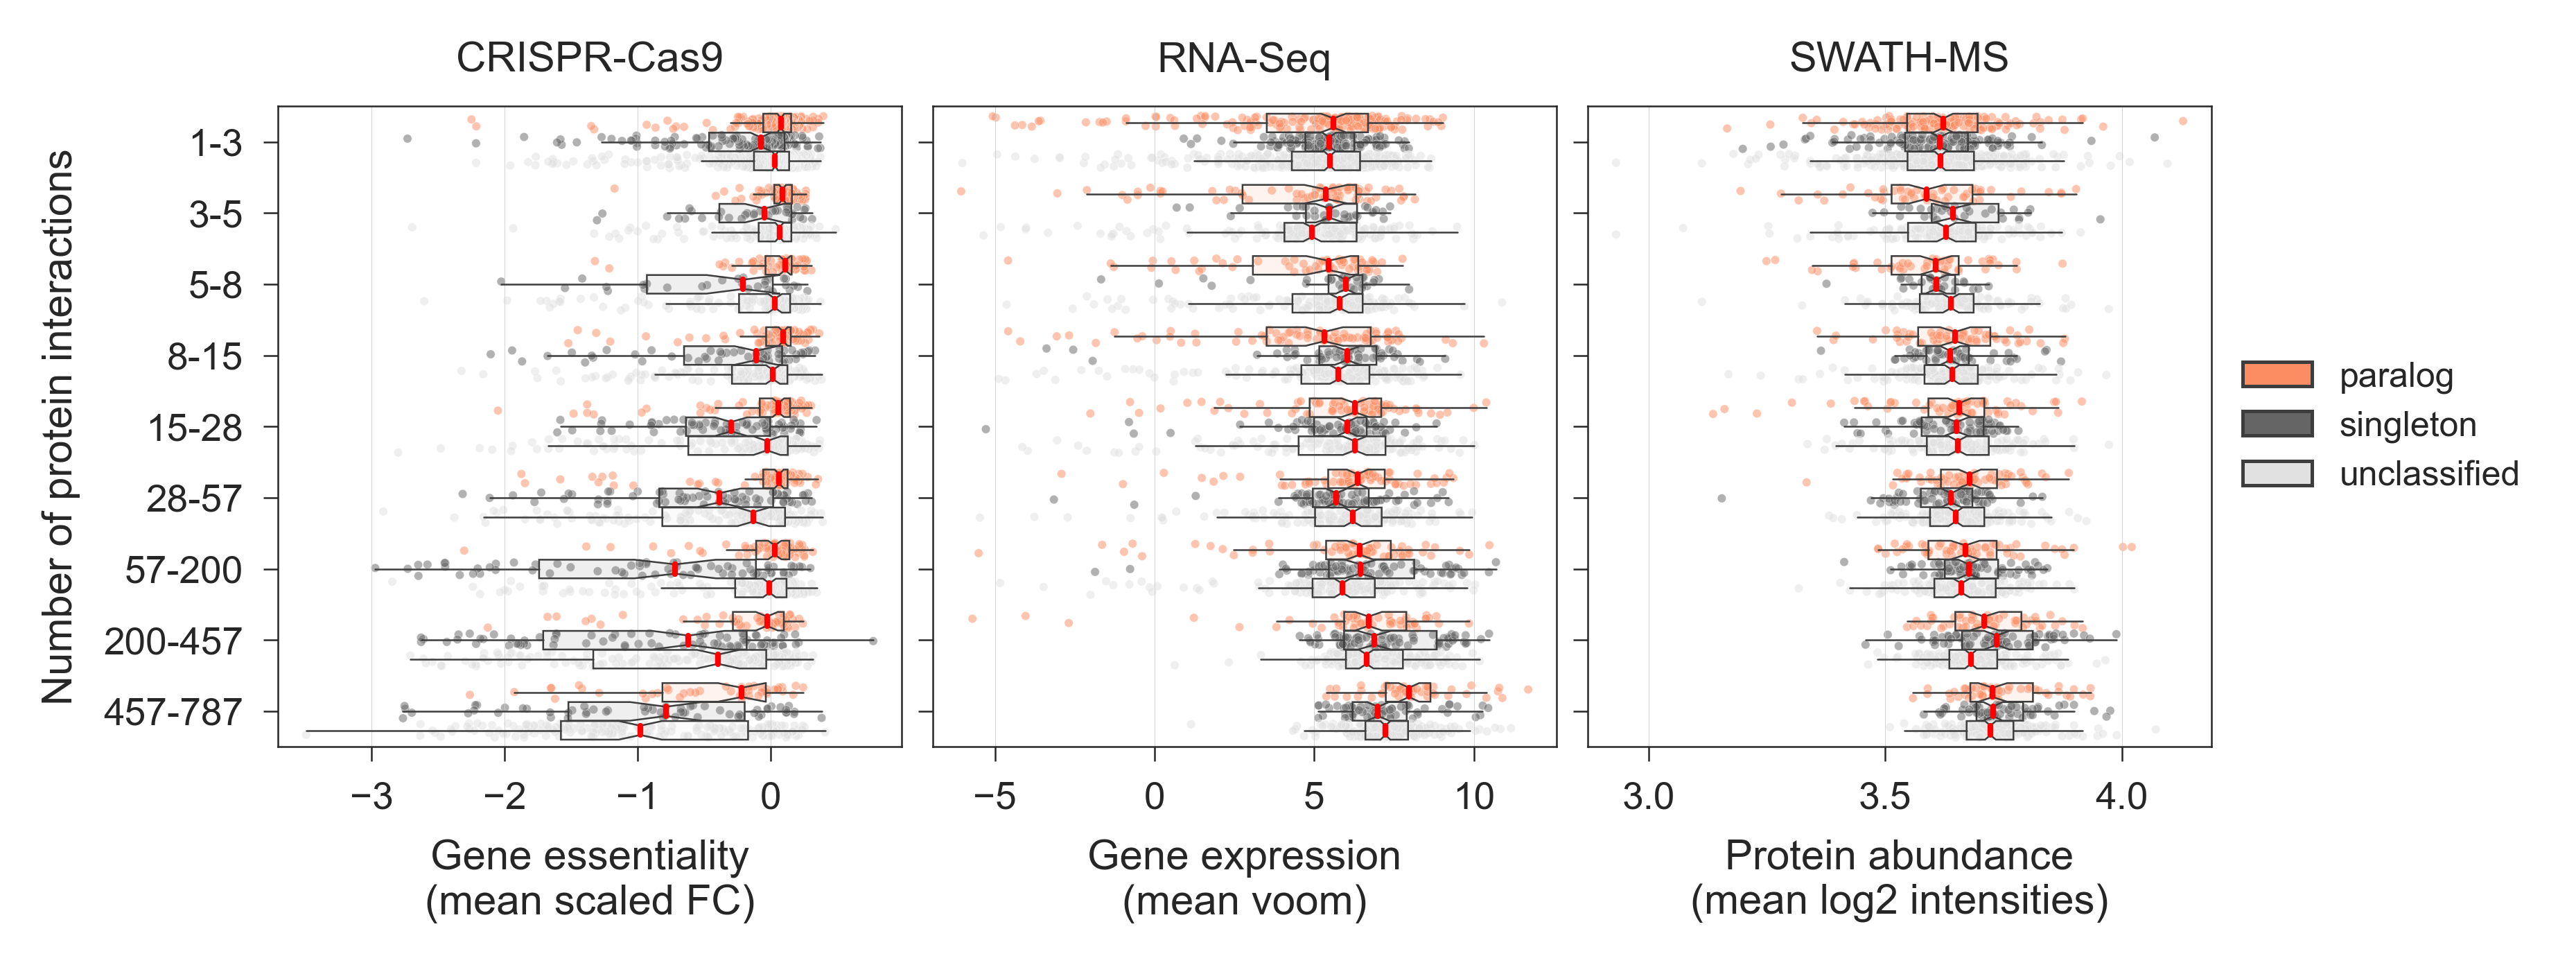 CRISPR-Cas9
RNA-Seq
SWATH-MS
Number of protein interactions
1-3
3-5
5-8
8-15
15-28
28-57
57-200
200-457
457-787
−3
−2
−1
0
−5
0
5
10
3.0
3.5
4.0
Gene essentiality
(mean scaled FC)
Gene expression
(mean voom)
Protein abundance
(mean log2 intensities)
paralog
singleton
unclassified